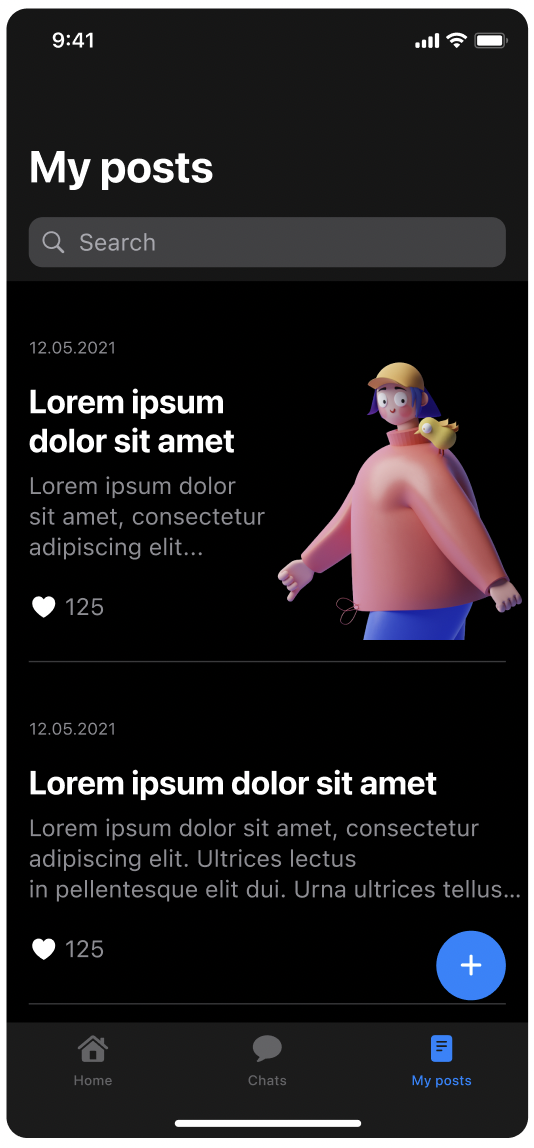 9:41
My posts
Search
12.05.2021
Lorem ipsum
dolor sit amet
Lorem ipsum dolor
sit amet, consectetur
adipiscing elit...
125
12.05.2021
Lorem ipsum dolor sit amet
Lorem ipsum dolor sit amet, consectetur
adipiscing elit. Ultrices lectus
in pellentesque elit dui. Urna ultrices tellus...
125
Home
Chats
My posts